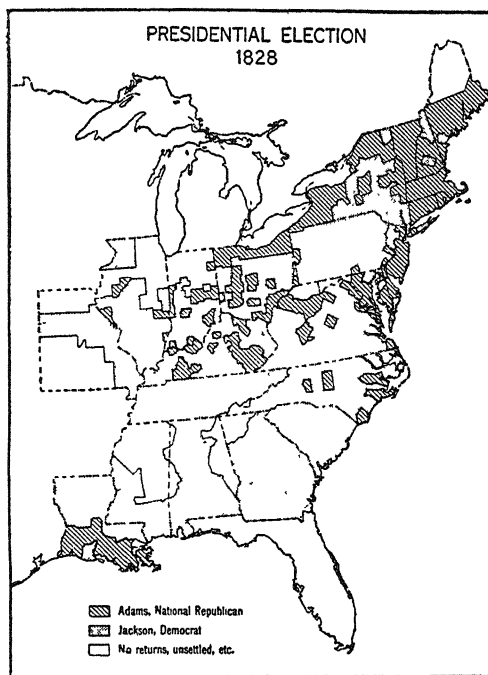 PRESIDENTIAL ELECTION
1828
Adams, National Republican
Jackson, Democrat
No returns, unsettled, etc.